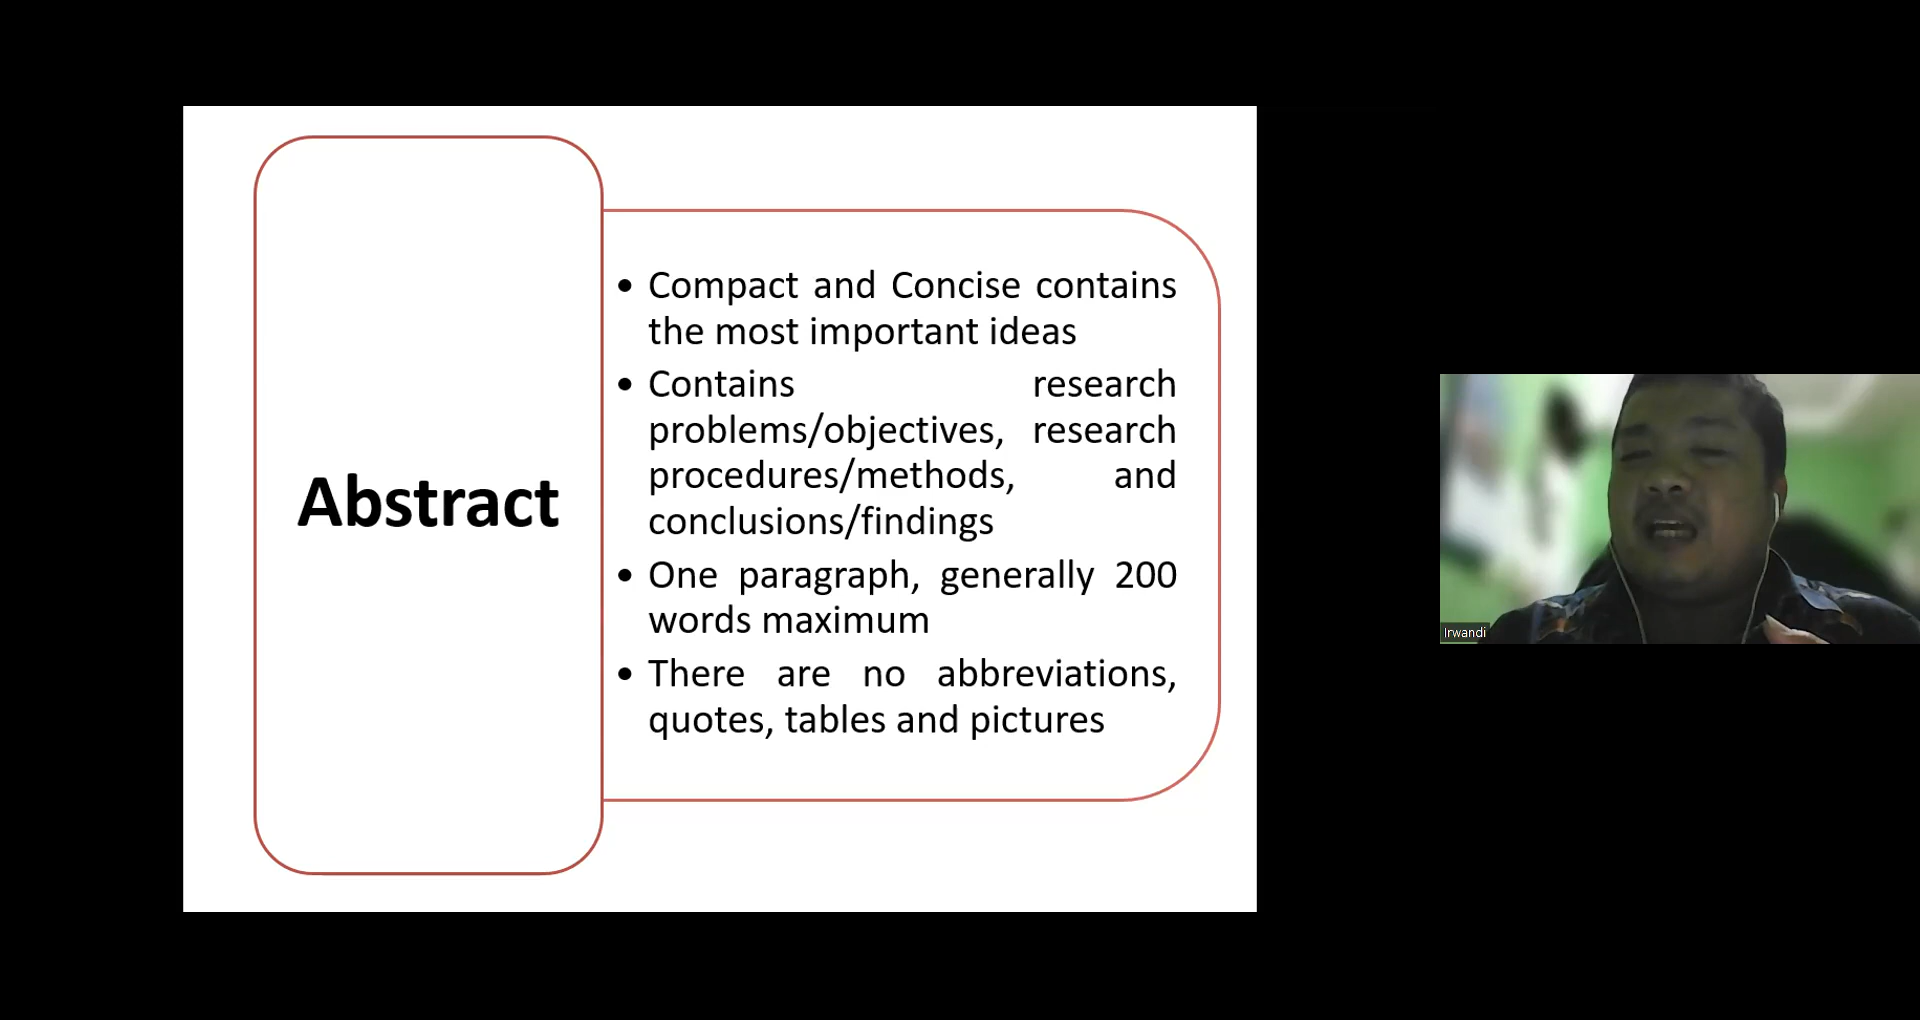 Abstract
• Compact and Concise contains
the most important ideas
• Contains research
problems/objectives, research
procedures/methods, and
conclusions/findings
• One paragraph, generally 200
words maximum
• There are no abbreviations,
quotes, tables and pictures
Irwandi